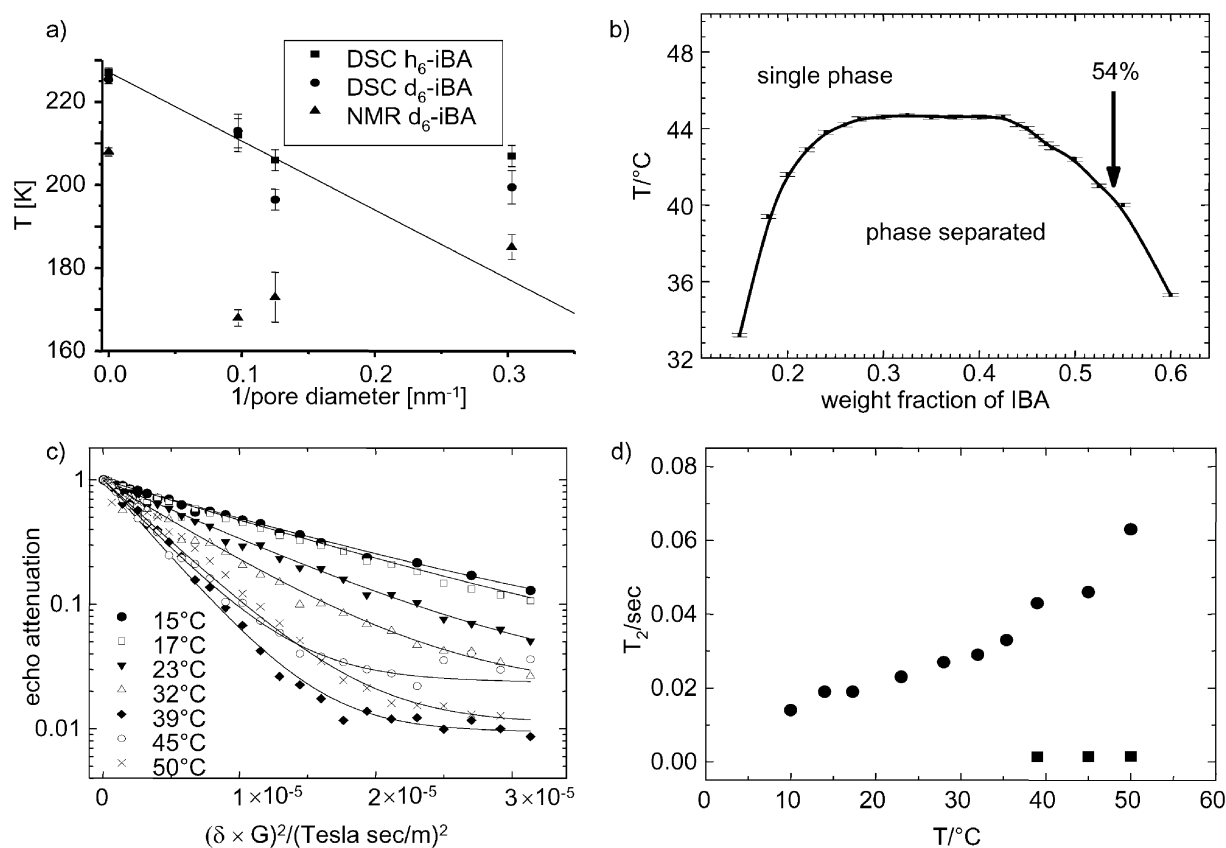 a)
DSC h₆-iBA
DSC d₆-iBA
NMR d₆-iBA
220
200
180
160
T [K]
0.0 0.1 0.2 0.3
1/pore diameter [nm⁻¹]
b)
single phase
54%
phase separated
48
44
40
36
32
T/°C
0.2 0.3 0.4 0.5 0.6
weight fraction of IBA
c)
1
0.1
0.01
echo attenuation
15°C
17°C
23°C
32°C
39°C
45°C
50°C
0 1×10⁻⁵ 2×10⁻⁵ 3×10⁻⁵
(δ × G)²/(Tesla sec/m)²
d)
0.08
0.06
0.04
0.02
0.00
T₂/sec
0 10 20 30 40 50 60
T/°C